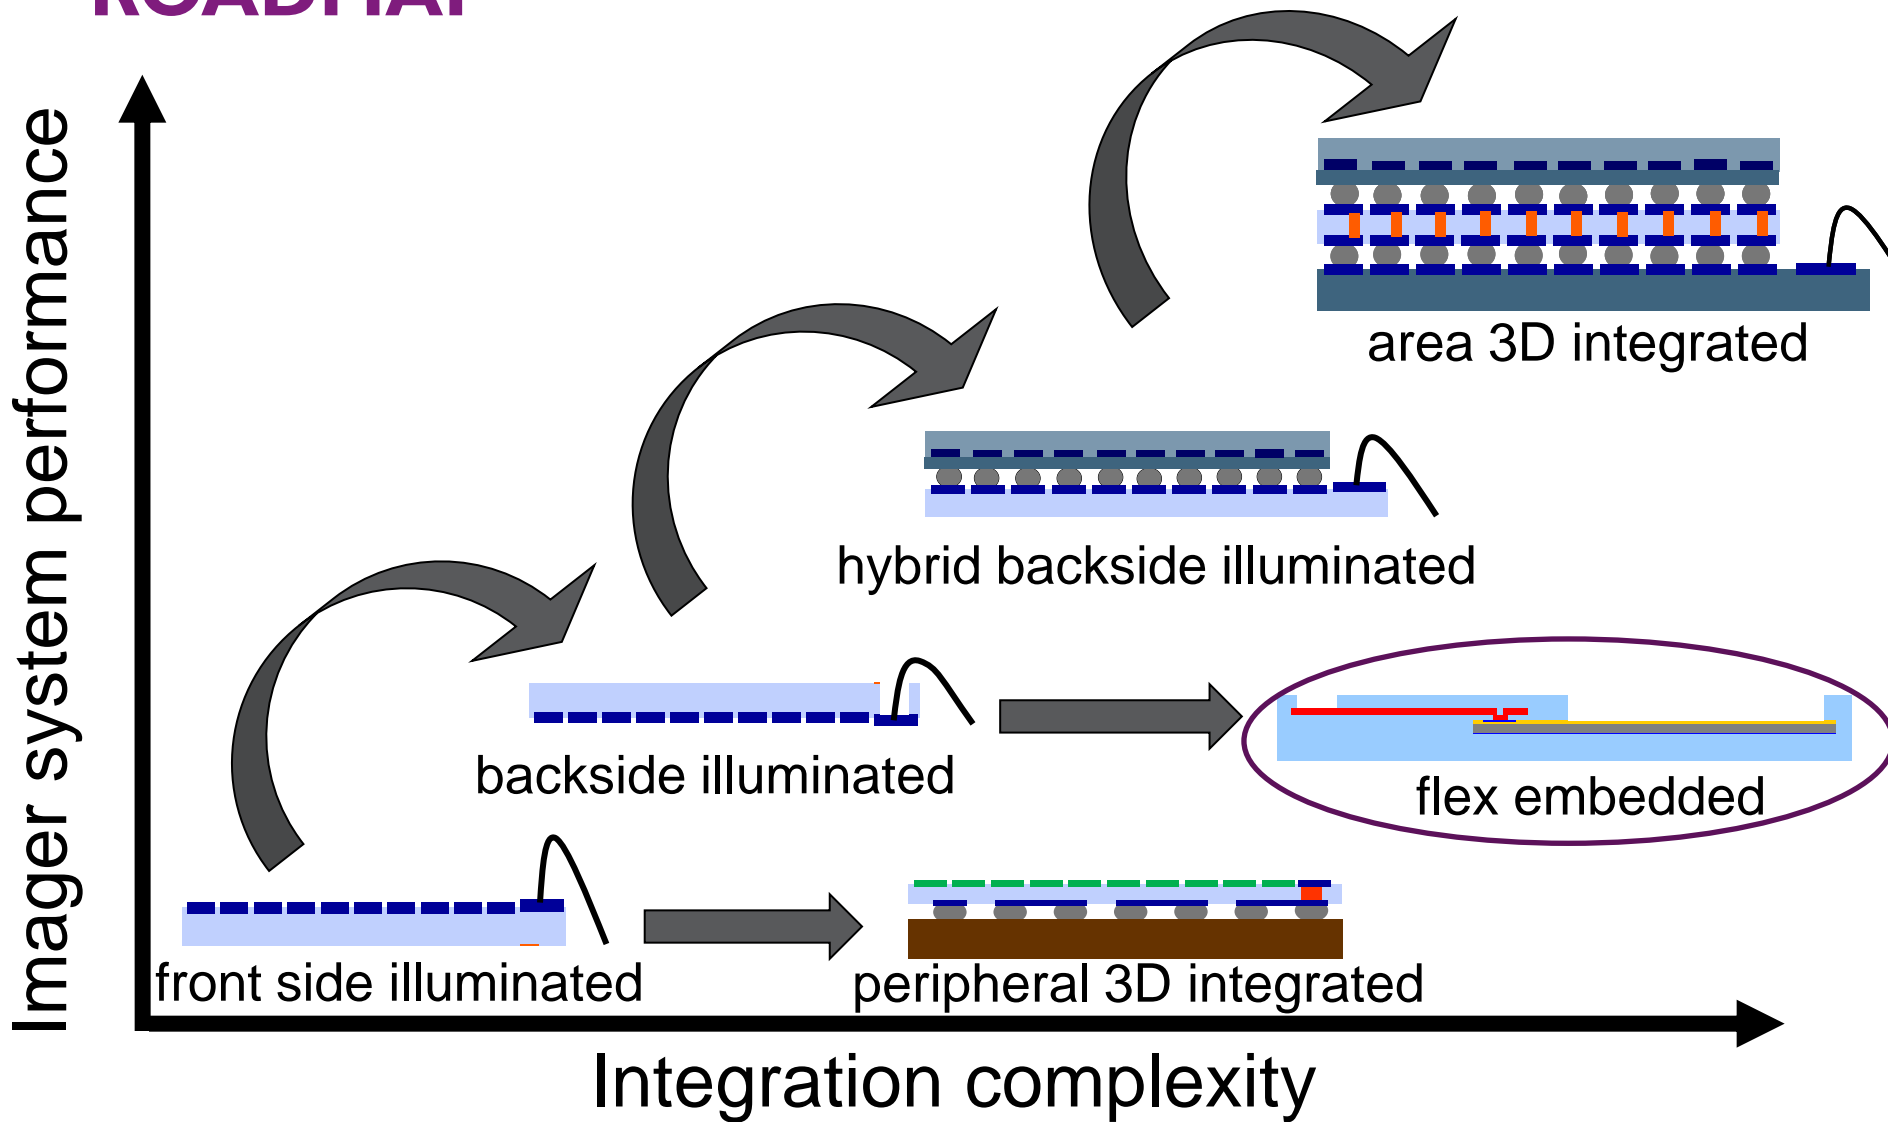 ROADMAP
Imager system performance
area 3D integrated
hybrid backside illuminated
backside illuminated
flex embedded
front side illuminated
peripheral 3D integrated
Integration complexity